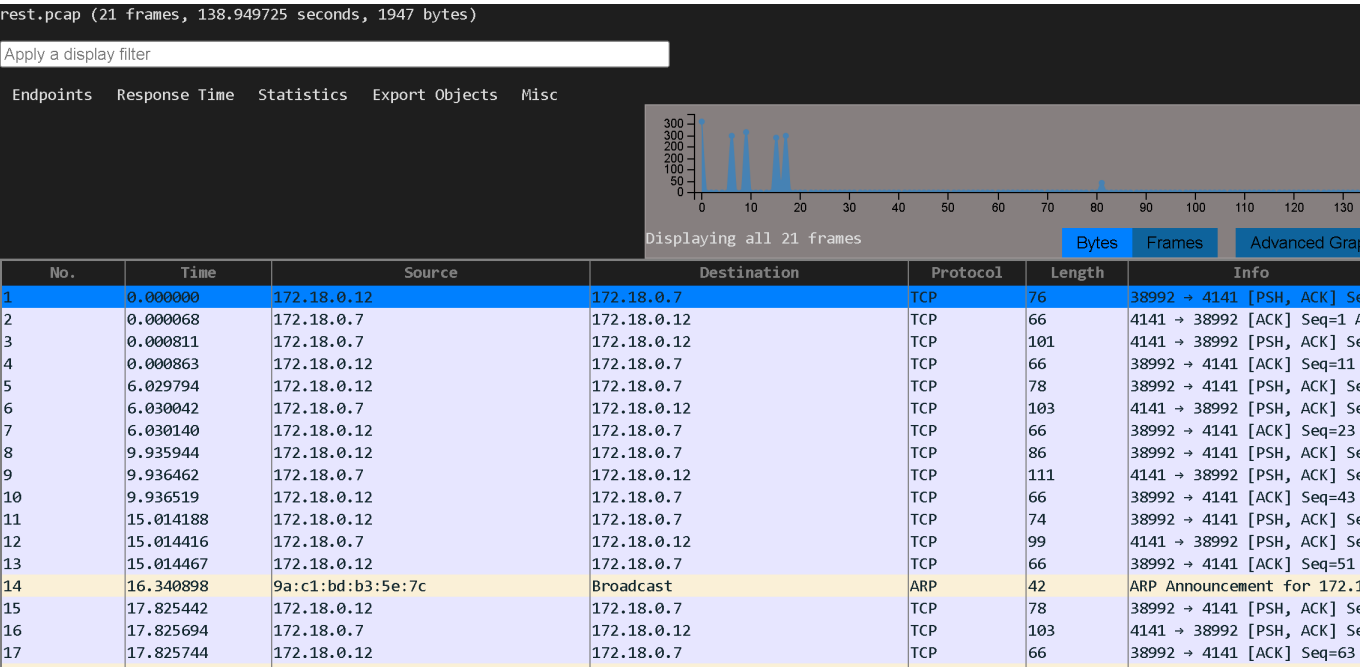 rest.pcap (21 frames, 138.949725 seconds, 1947 bytes)
Apply a display filter
Endpoints Response Time Statistics Export Objects Misc
300
300
200
200
100
50
0
0 10 20 30 40 50 60 70 80 90 100 110 120 130
Displaying all 21 frames
Bytes Frames Advanced Gra
No. Time Source Destination Protocol Length Info
1 0.000000 172.18.0.12 172.18.0.7 TCP 76 38992 → 4141 [PSH, ACK] Se
2 0.000068 172.18.0.7 172.18.0.12 TCP 66 4141 → 38992 [ACK] Seq=1 A
3 0.000811 172.18.0.7 172.18.0.12 TCP 101 4141 → 38992 [PSH, ACK] Se
4 0.000863 172.18.0.12 172.18.0.7 TCP 66 38992 → 4141 [ACK] Seq=11
5 6.029794 172.18.0.12 172.18.0.7 TCP 78 38992 → 4141 [PSH, ACK] Se
6 6.030042 172.18.0.7 172.18.0.12 TCP 103 4141 → 38992 [PSH, ACK] Se
7 6.030140 172.18.0.12 172.18.0.7 TCP 66 38992 → 4141 [ACK] Seq=23
8 9.935944 172.18.0.12 172.18.0.7 TCP 86 38992 → 4141 [PSH, ACK] Se
9 9.936462 172.18.0.7 172.18.0.12 TCP 111 4141 → 38992 [PSH, ACK] Se
10 9.936519 172.18.0.12 172.18.0.7 TCP 66 38992 → 4141 [ACK] Seq=43
11 15.014188 172.18.0.12 172.18.0.7 TCP 74 38992 → 4141 [PSH, ACK] Se
12 15.014416 172.18.0.7 172.18.0.12 TCP 99 4141 → 38992 [PSH, ACK] Se
13 15.014467 172.18.0.12 172.18.0.7 TCP 66 38992 → 4141 [ACK] Seq=51
14 16.340898 9a:c1:bd:b3:5e:7c Broadcast ARP 42 ARP Announcement for 172.1
15 17.825442 172.18.0.12 172.18.0.7 TCP 78 38992 → 4141 [PSH, ACK] Se
16 17.825694 172.18.0.7 172.18.0.12 TCP 103 4141 → 38992 [PSH, ACK] Se
17 17.825744 172.18.0.12 172.18.0.7 TCP 66 38992 → 4141 [ACK] Seq=63